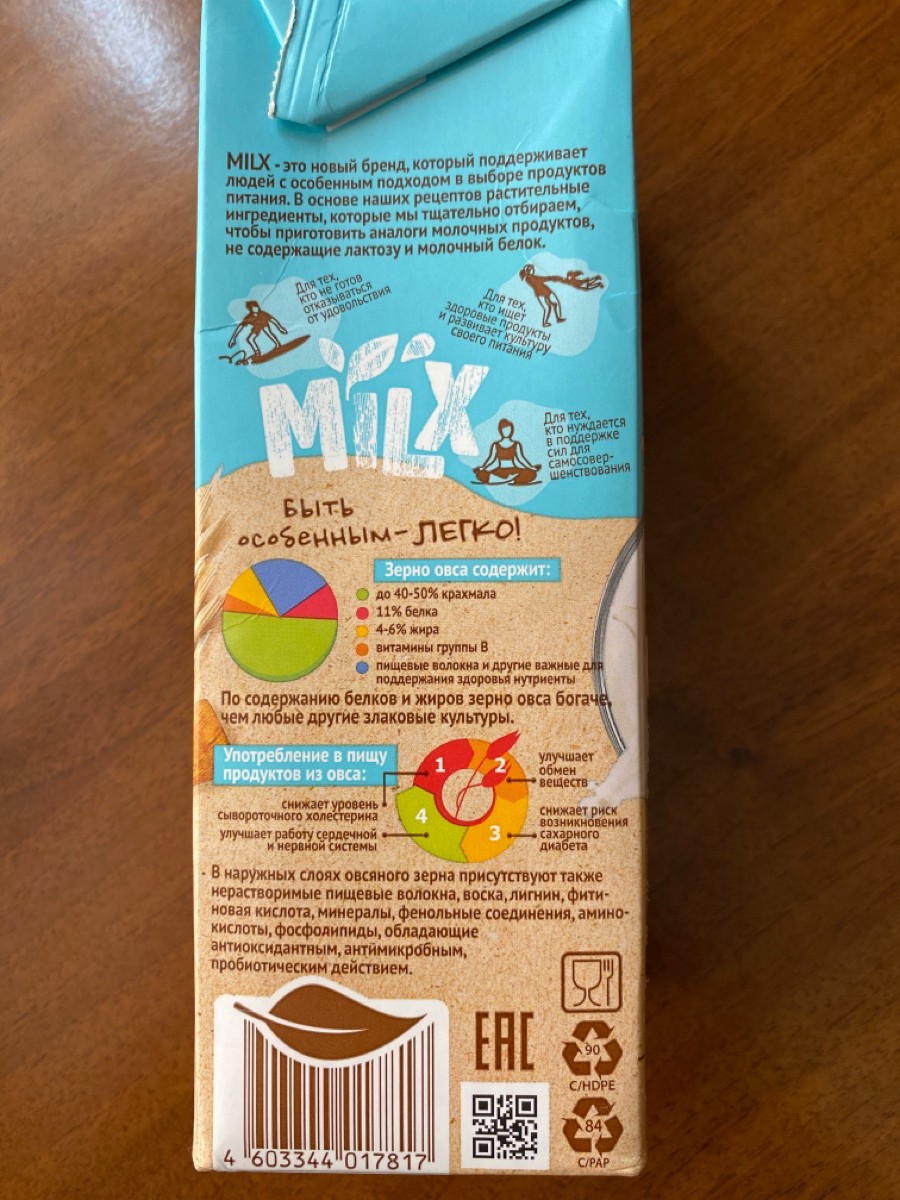 MILX - это новый бренд, который поддерживает
людей с особенным подходом в выборе продуктов
питания. В основе наших рецептов растительные
ингредиенты, которые мы тщательно отбираем,
чтобы приготовить аналоги молочных продуктов,
не содержащие лактозу и молочный белок.
Для тех,
кто не готов
отказываться
от удовольствия
Для тех,
кто ищет
здоровые продукты
и развивает культуру
своего питания
MILX
Для тех,
кто нуждается
в поддержке
сил для
самосовер-
шенствования
БЫТЬ
особенным-ЛЕГКО!
Зерно овса содержит:
до 40-50% крахмала
11% белка
4-6% жира
витамины группы В
пищевые волокна и другие важные для
поддержания здоровья нутриенты
По содержанию белков и жиров зерно овса богаче,
чем любые другие злаковые культуры.
Употребление в пищу
продуктов из овса:
1
2
3
4
снижает уровень
сывороточного холестерина
улучшает
обмен
веществ
снижает риск
возникновения
сахарного
диабета
улучшает работу сердечной
и нервной системы
- В наружных слоях овсяного зерна присутствуют также
нерастворимые пищевые волокна, воска, лигнин, фити-
новая кислота, минералы, фенольные соединения, амино-
кислоты, фосфолипиды, обладающие
антиоксидантным, антимикробным,
пробиотическим действием.
EAC
90
C/HDPE
84
C/PAP
4 603344 017817